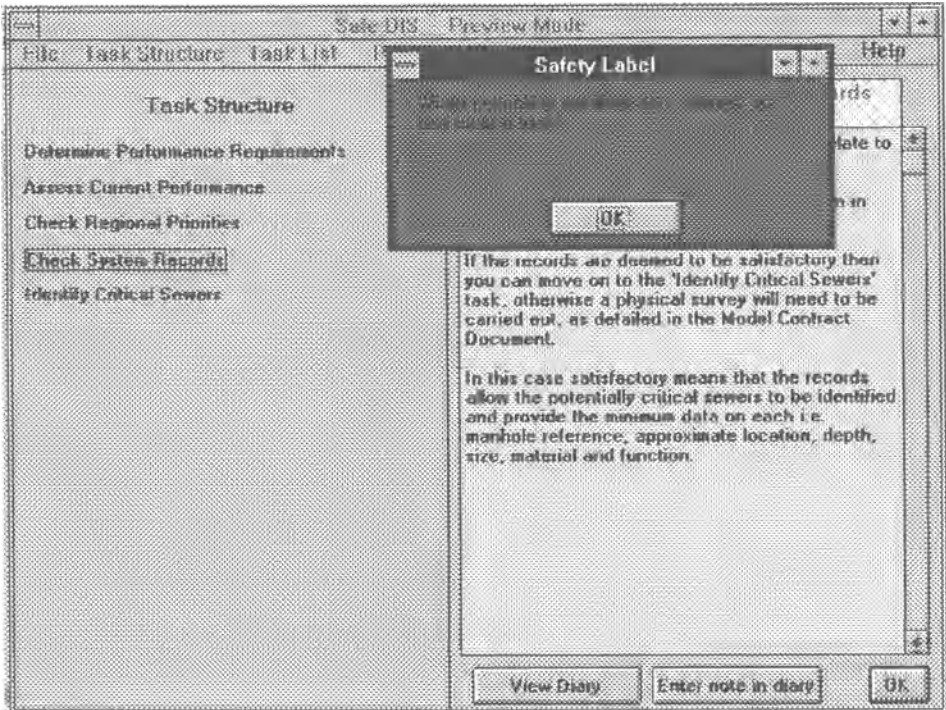 Safe DIS Preview Mode
File Task Structure Task List Help
Safety Label
OK
Task Structure
Determine Performance Requirements
Assess Current Performance
Check Regional Priorities
Check System Records
Identify Critical Sewers
rds
late to
n in
If the records are deemed to be satisfactory then
you can move on to the 'Identify Critical Sewers'
task, otherwise a physical survey will need to be
carried out, as detailed in the Model Contract
Document.
In this case satisfactory means that the records
allow the potentially critical sewers to be identified
and provide the minimum data on each i.e.
manhole reference, approximate location, depth,
size, material and function.
View Diary Enter note in diary OK